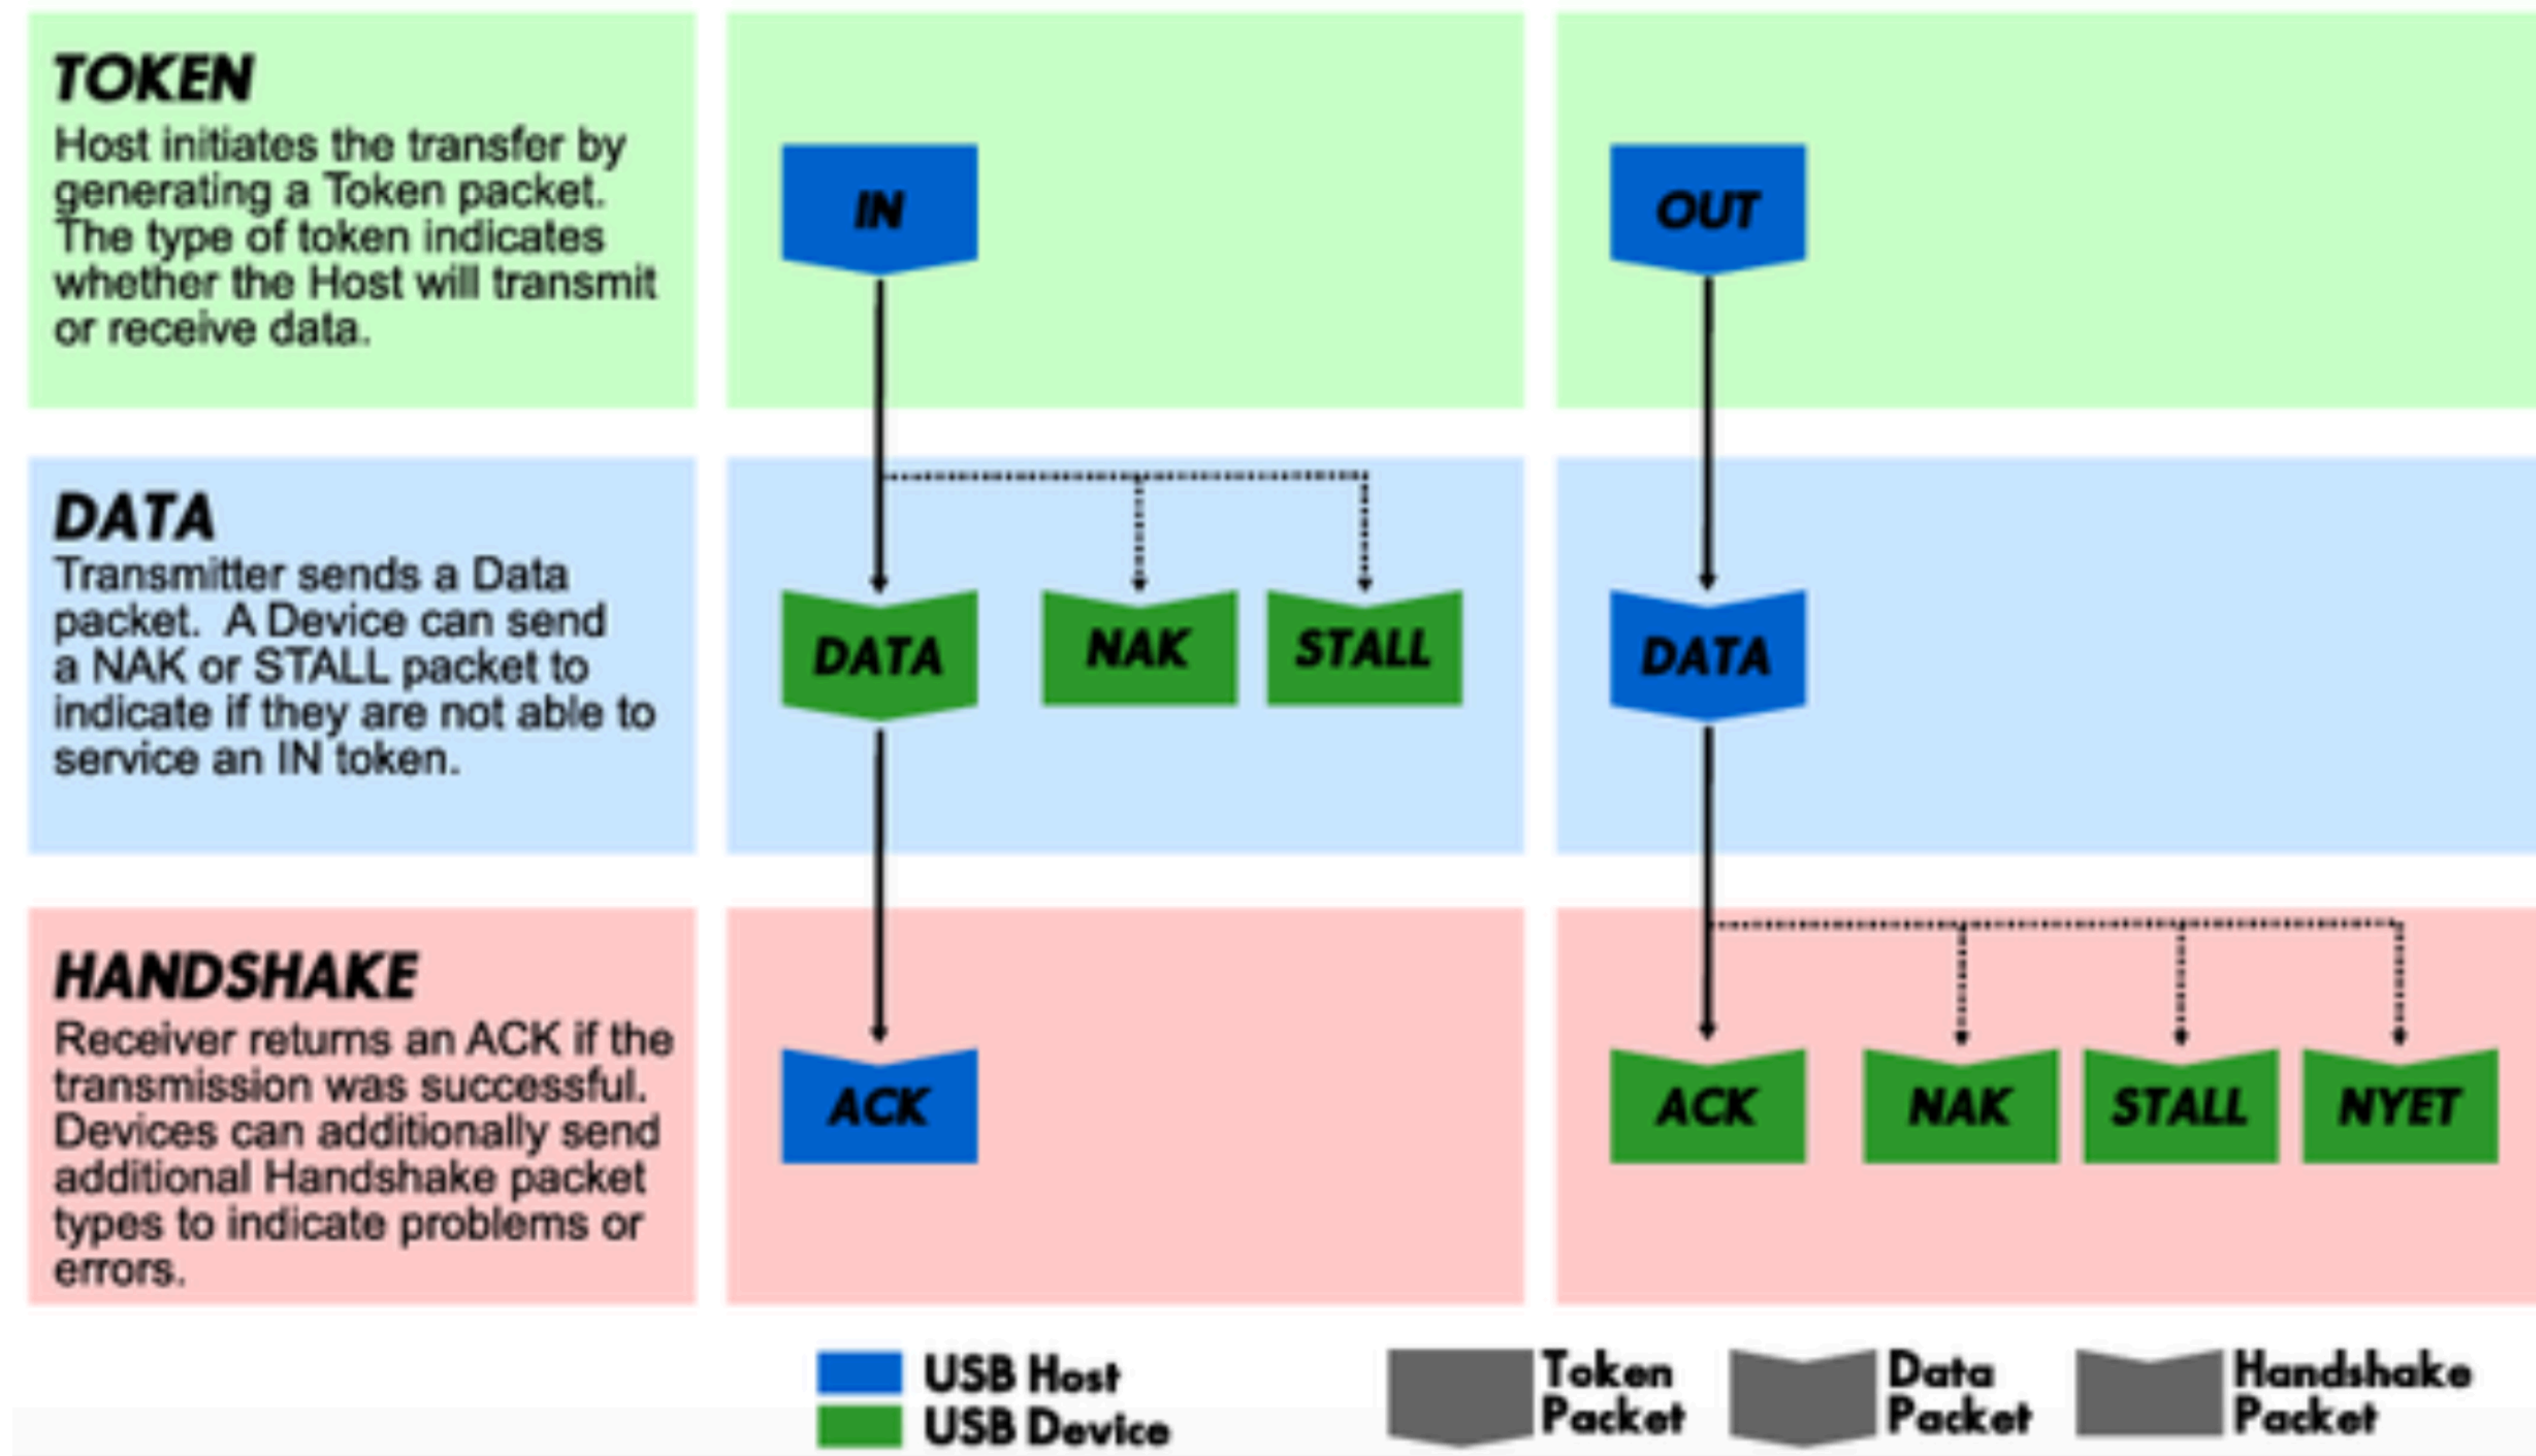 TOKEN
Host initiates the transfer by
generating a Token packet.
The type of token indicates
whether the Host will transmit
or receive data.
IN
OUT
DATA
Transmitter sends a Data
packet.  A Device can send
a NAK or STALL packet to
indicate if they are not able to
service an IN token.
DATA
NAK
STALL
DATA
HANDSHAKE
Receiver returns an ACK if the
transmission was successful.
Devices can additionally send
additional Handshake packet
types to indicate problems or
errors.
ACK
ACK
NAK
STALL
NYET
USB Host
USB Device
Token
Packet
Data
Packet
Handshake
Packet